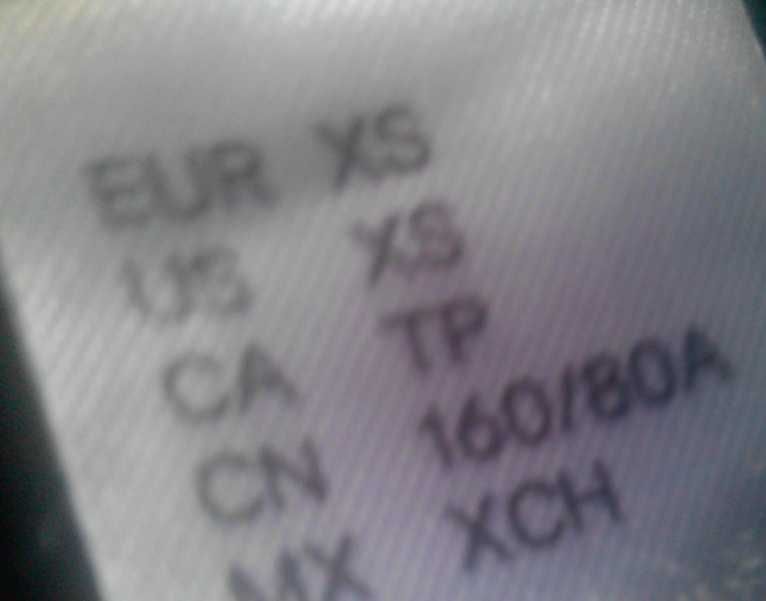 EUR XS
US XS
CA TP
CN 160/80A
MX XCH